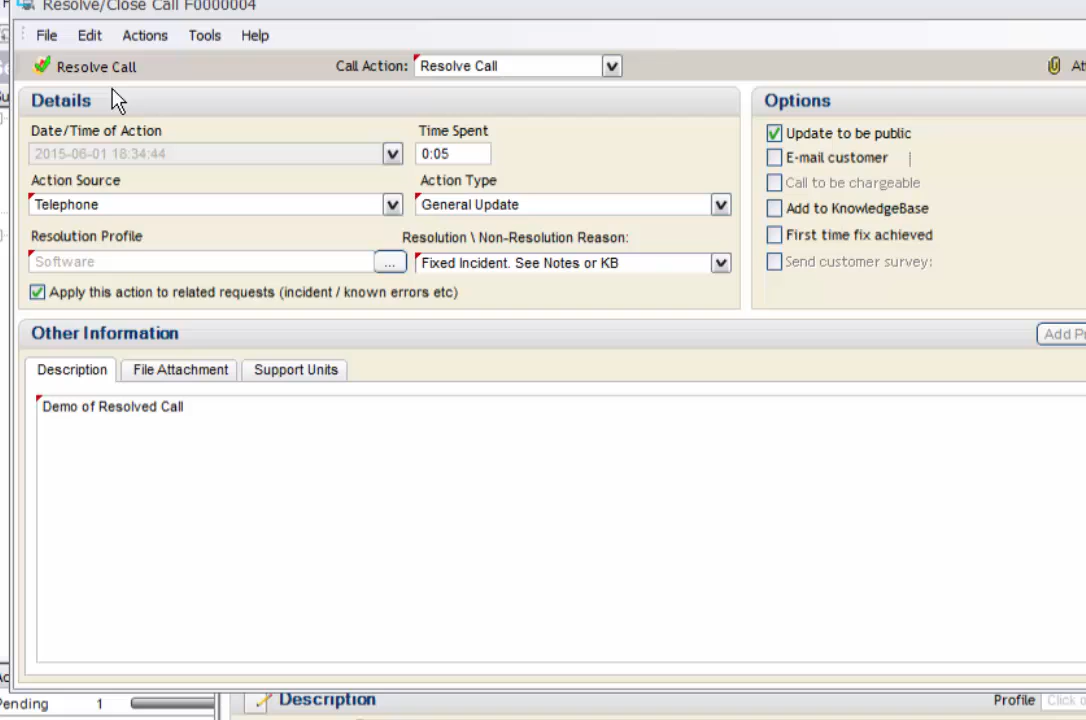 Resolve/Close Call F0000004
File Edit Actions Tools Help
Resolve Call Call Action: Resolve Call
Details Options
Date/Time of Action Time Spent Update to be public
2015-06-01 18:34:44 0:05 E-mail customer
Action Source Action Type Call to be chargeable
Telephone General Update Add to KnowledgeBase
Resolution Profile Resolution \ Non-Resolution Reason: First time fix achieved
Software ... Fixed Incident. See Notes or KB Send customer survey:
Apply this action to related requests (incident / known errors etc)
Other Information
Description File Attachment Support Units
Demo of Resolved Call
Pending 1 Description Profile Click